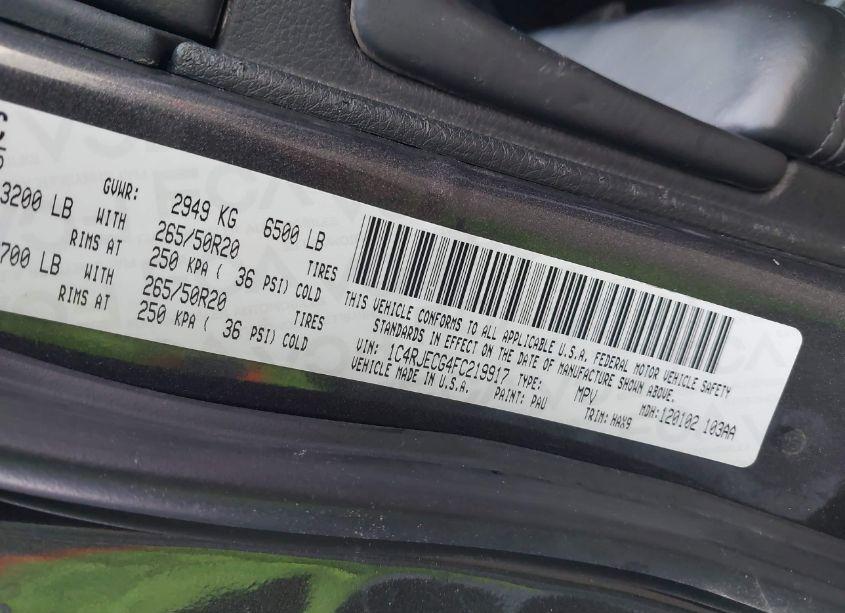 GVWR: 2949 KG 6500 LB
3200 LB WITH 265/50R20 TIRES
RIMS AT 250 KPA ( 36 PSI) COLD
700 LB WITH 265/50R20 TIRES
RIMS AT 250 KPA ( 36 PSI) COLD
THIS VEHICLE CONFORMS TO ALL APPLICABLE U.S.A. FEDERAL MOTOR VEHICLE SAFETY
STANDARDS IN EFFECT ON THE DATE OF MANUFACTURE SHOWN ABOVE.
VIN: 1C4RJECG4FC219917 TYPE: MPV MDH:120102 103AA
VEHICLE MADE IN U.S.A. PAINT: PAU TRIM: HAX9